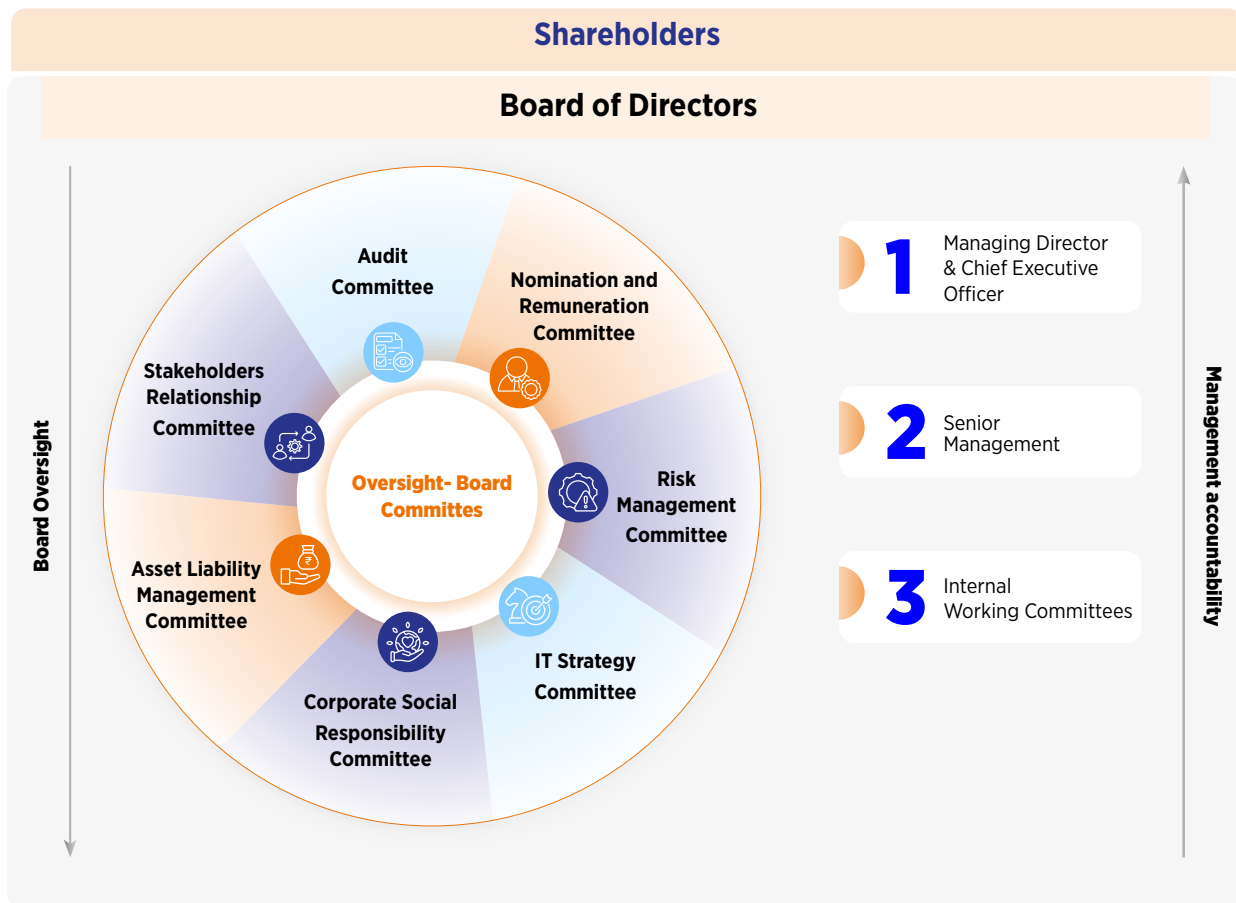 Shareholders
Board of Directors
Board Oversight
Audit
Committee
Nomination and
Remuneration
Committee
Risk
Management
Committee
IT Strategy
Committee
Corporate Social
Responsibility
Committee
Asset Liability
Management
Committee
Stakeholders
Relationship
Committee
Oversight- Board
Committes
1
Managing Director
& Chief Executive
Officer
2
Senior
Management
3
Internal
Working Committees
Management accountability
₹